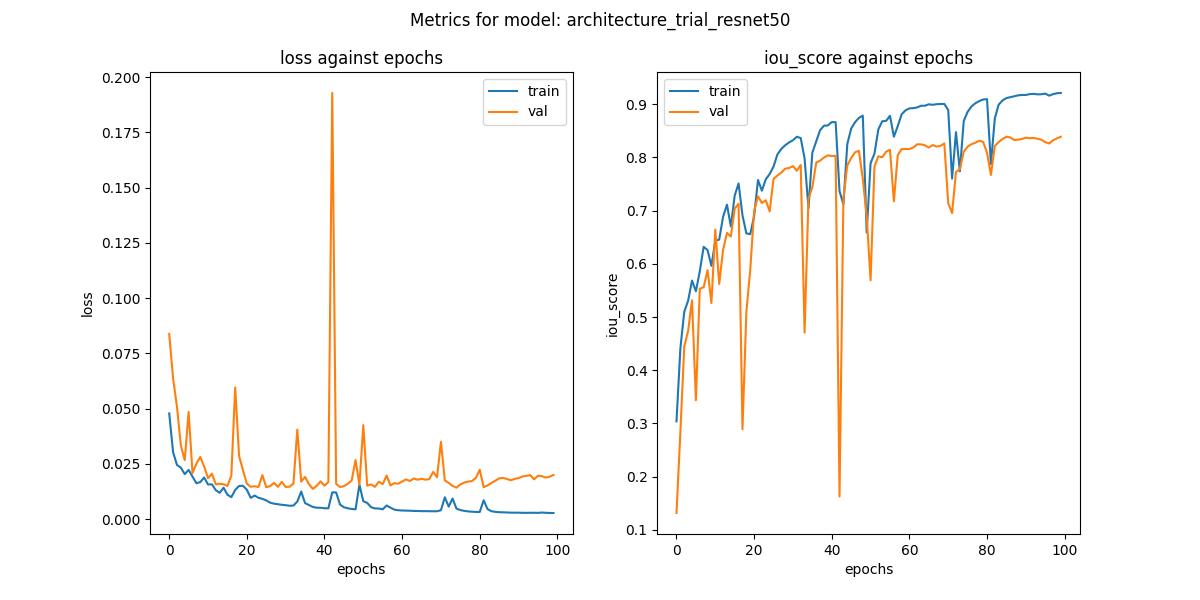 Metrics for model: architecture_trial_resnet50
loss against epochs
train
val
0.200
0.175
0.150
0.125
0.100
0.075
0.050
0.025
0.000
loss
0 20 40 60 80 100
epochs
iou_score against epochs
train
val
0.9
0.8
0.7
0.6
0.5
0.4
0.3
0.2
0.1
iou_score
0 20 40 60 80 100
epochs